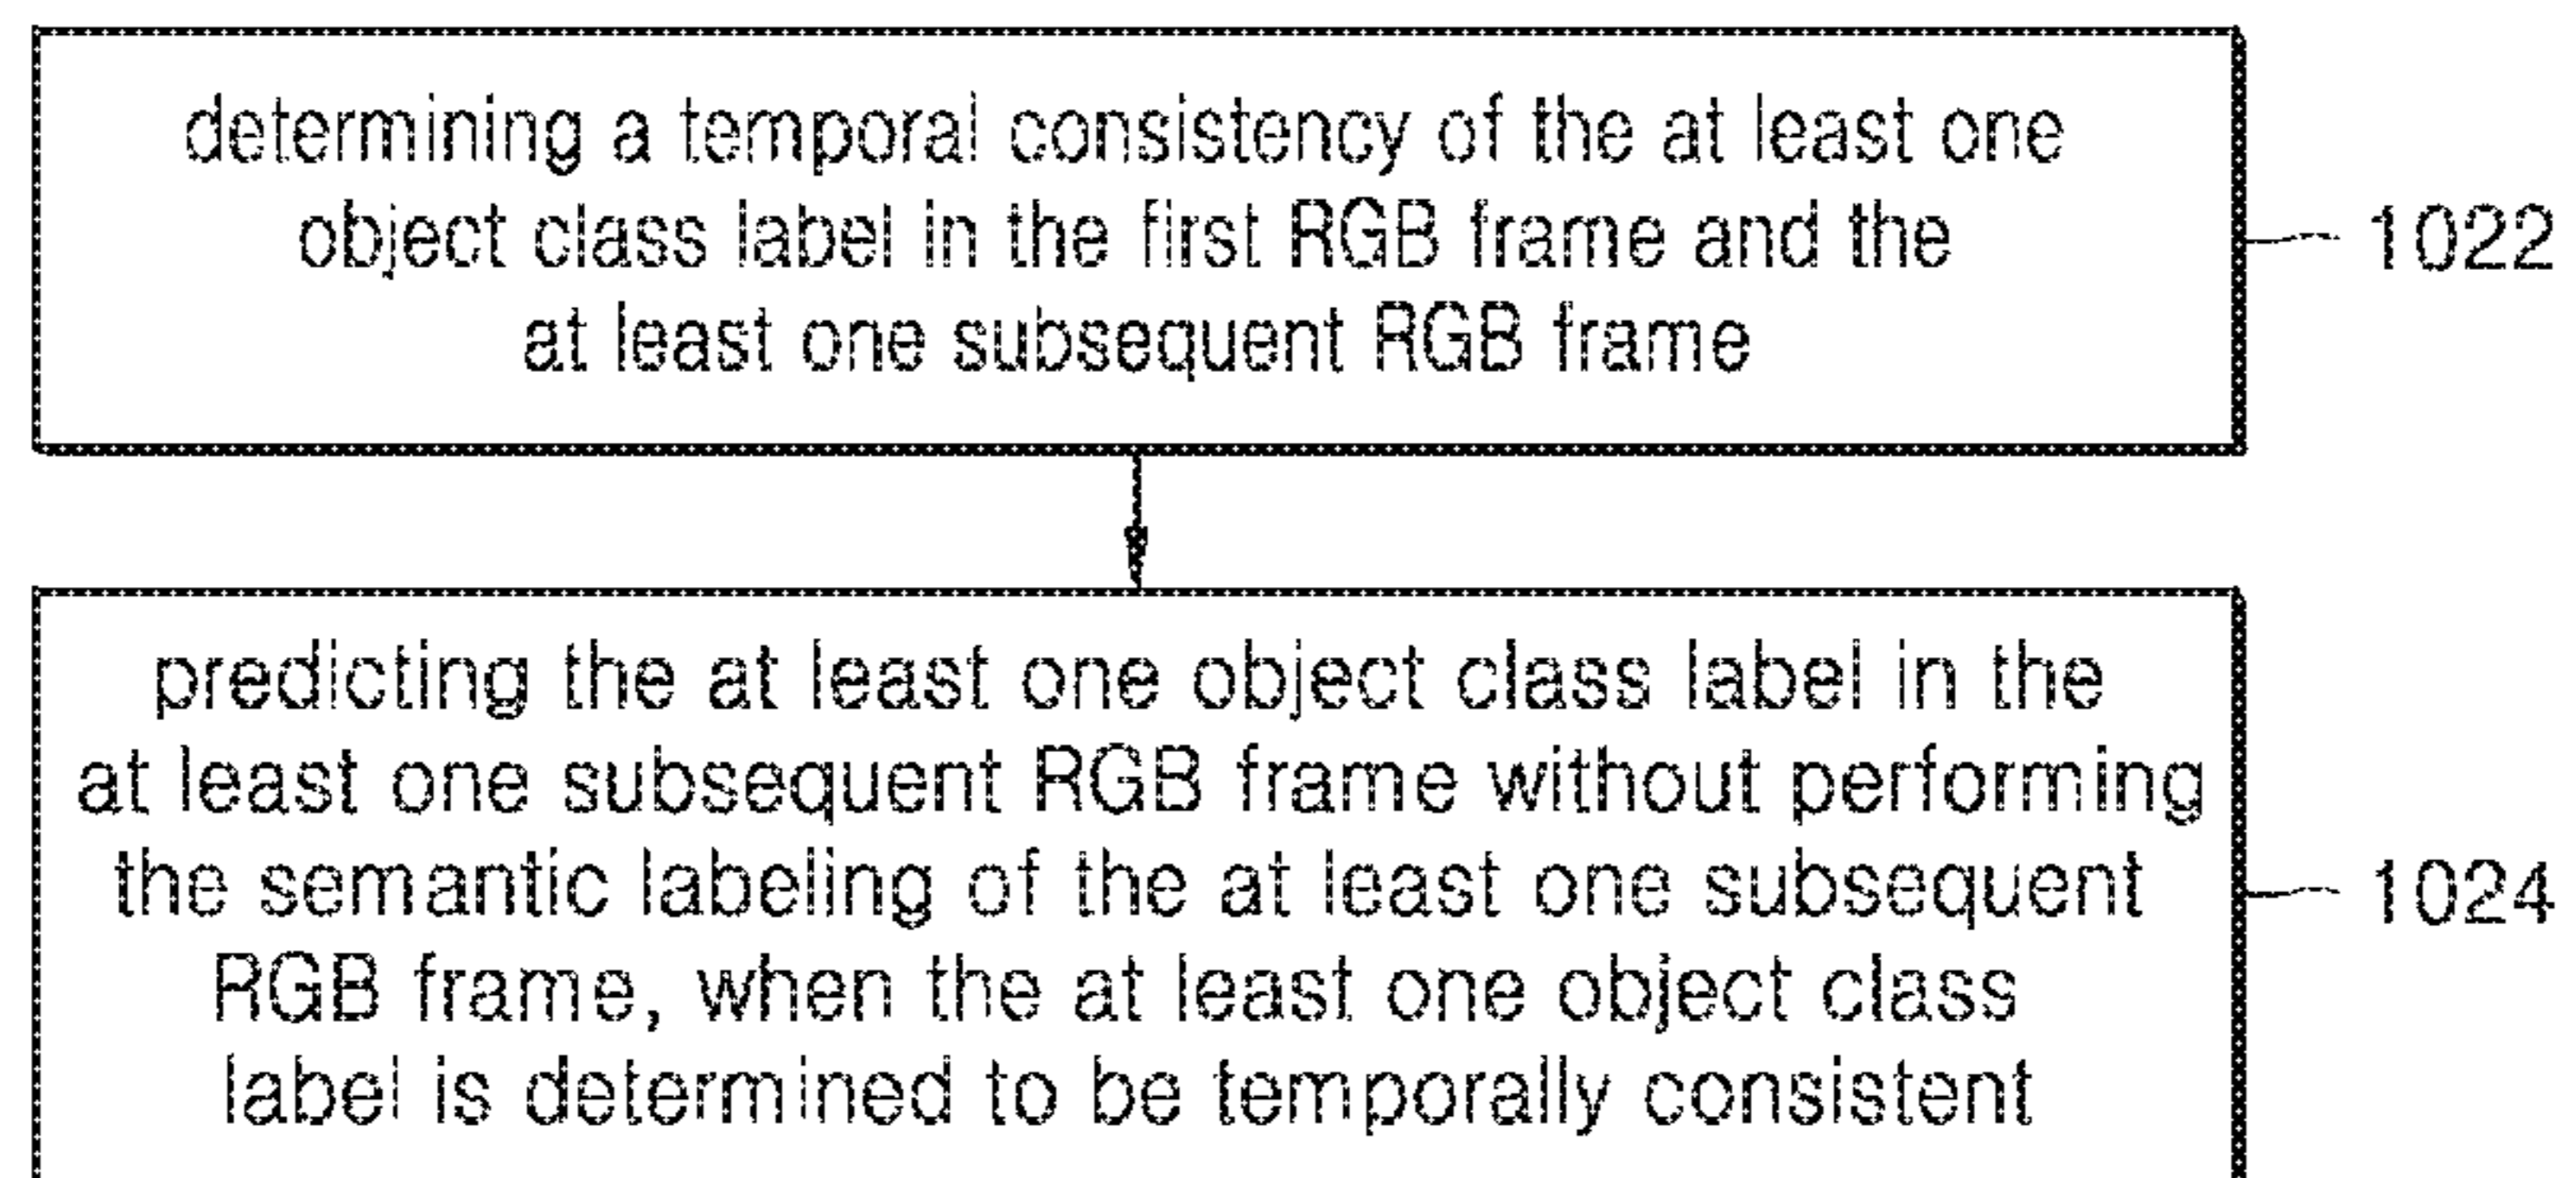 determining a temporal consistency of the at least one
object class label in the first RGB frame and the
at least one subsequent RGB frame
1022
predicting the at least one object class label in the
at least one subsequent RGB frame without performing
the semantic labeling of the at least one subsequent
RGB frame, when the at least one object class
label is determined to be temporally consistent
1024